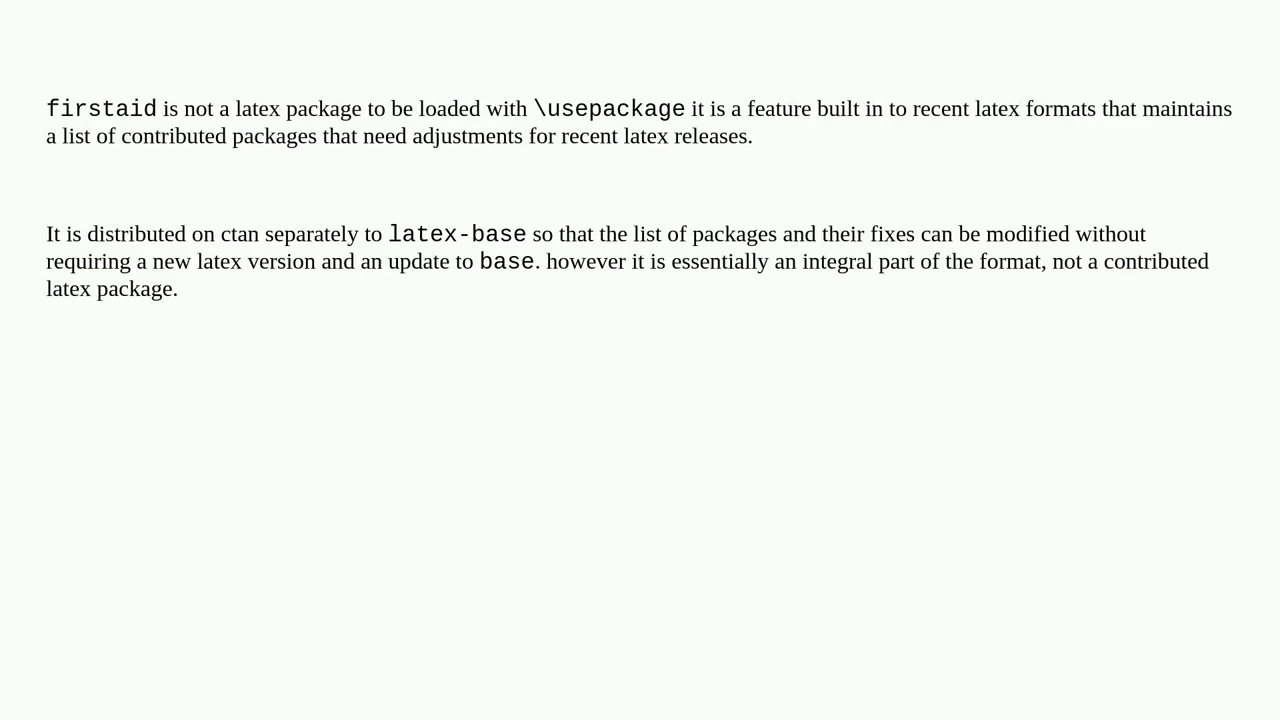 firstaid is not a latex package to be loaded with \usepackage it is a feature built in to recent latex formats that maintains
a list of contributed packages that need adjustments for recent latex releases.
It is distributed on ctan separately to latex-base so that the list of packages and their fixes can be modified without
requiring a new latex version and an update to base. however it is essentially an integral part of the format, not a contributed
latex package.